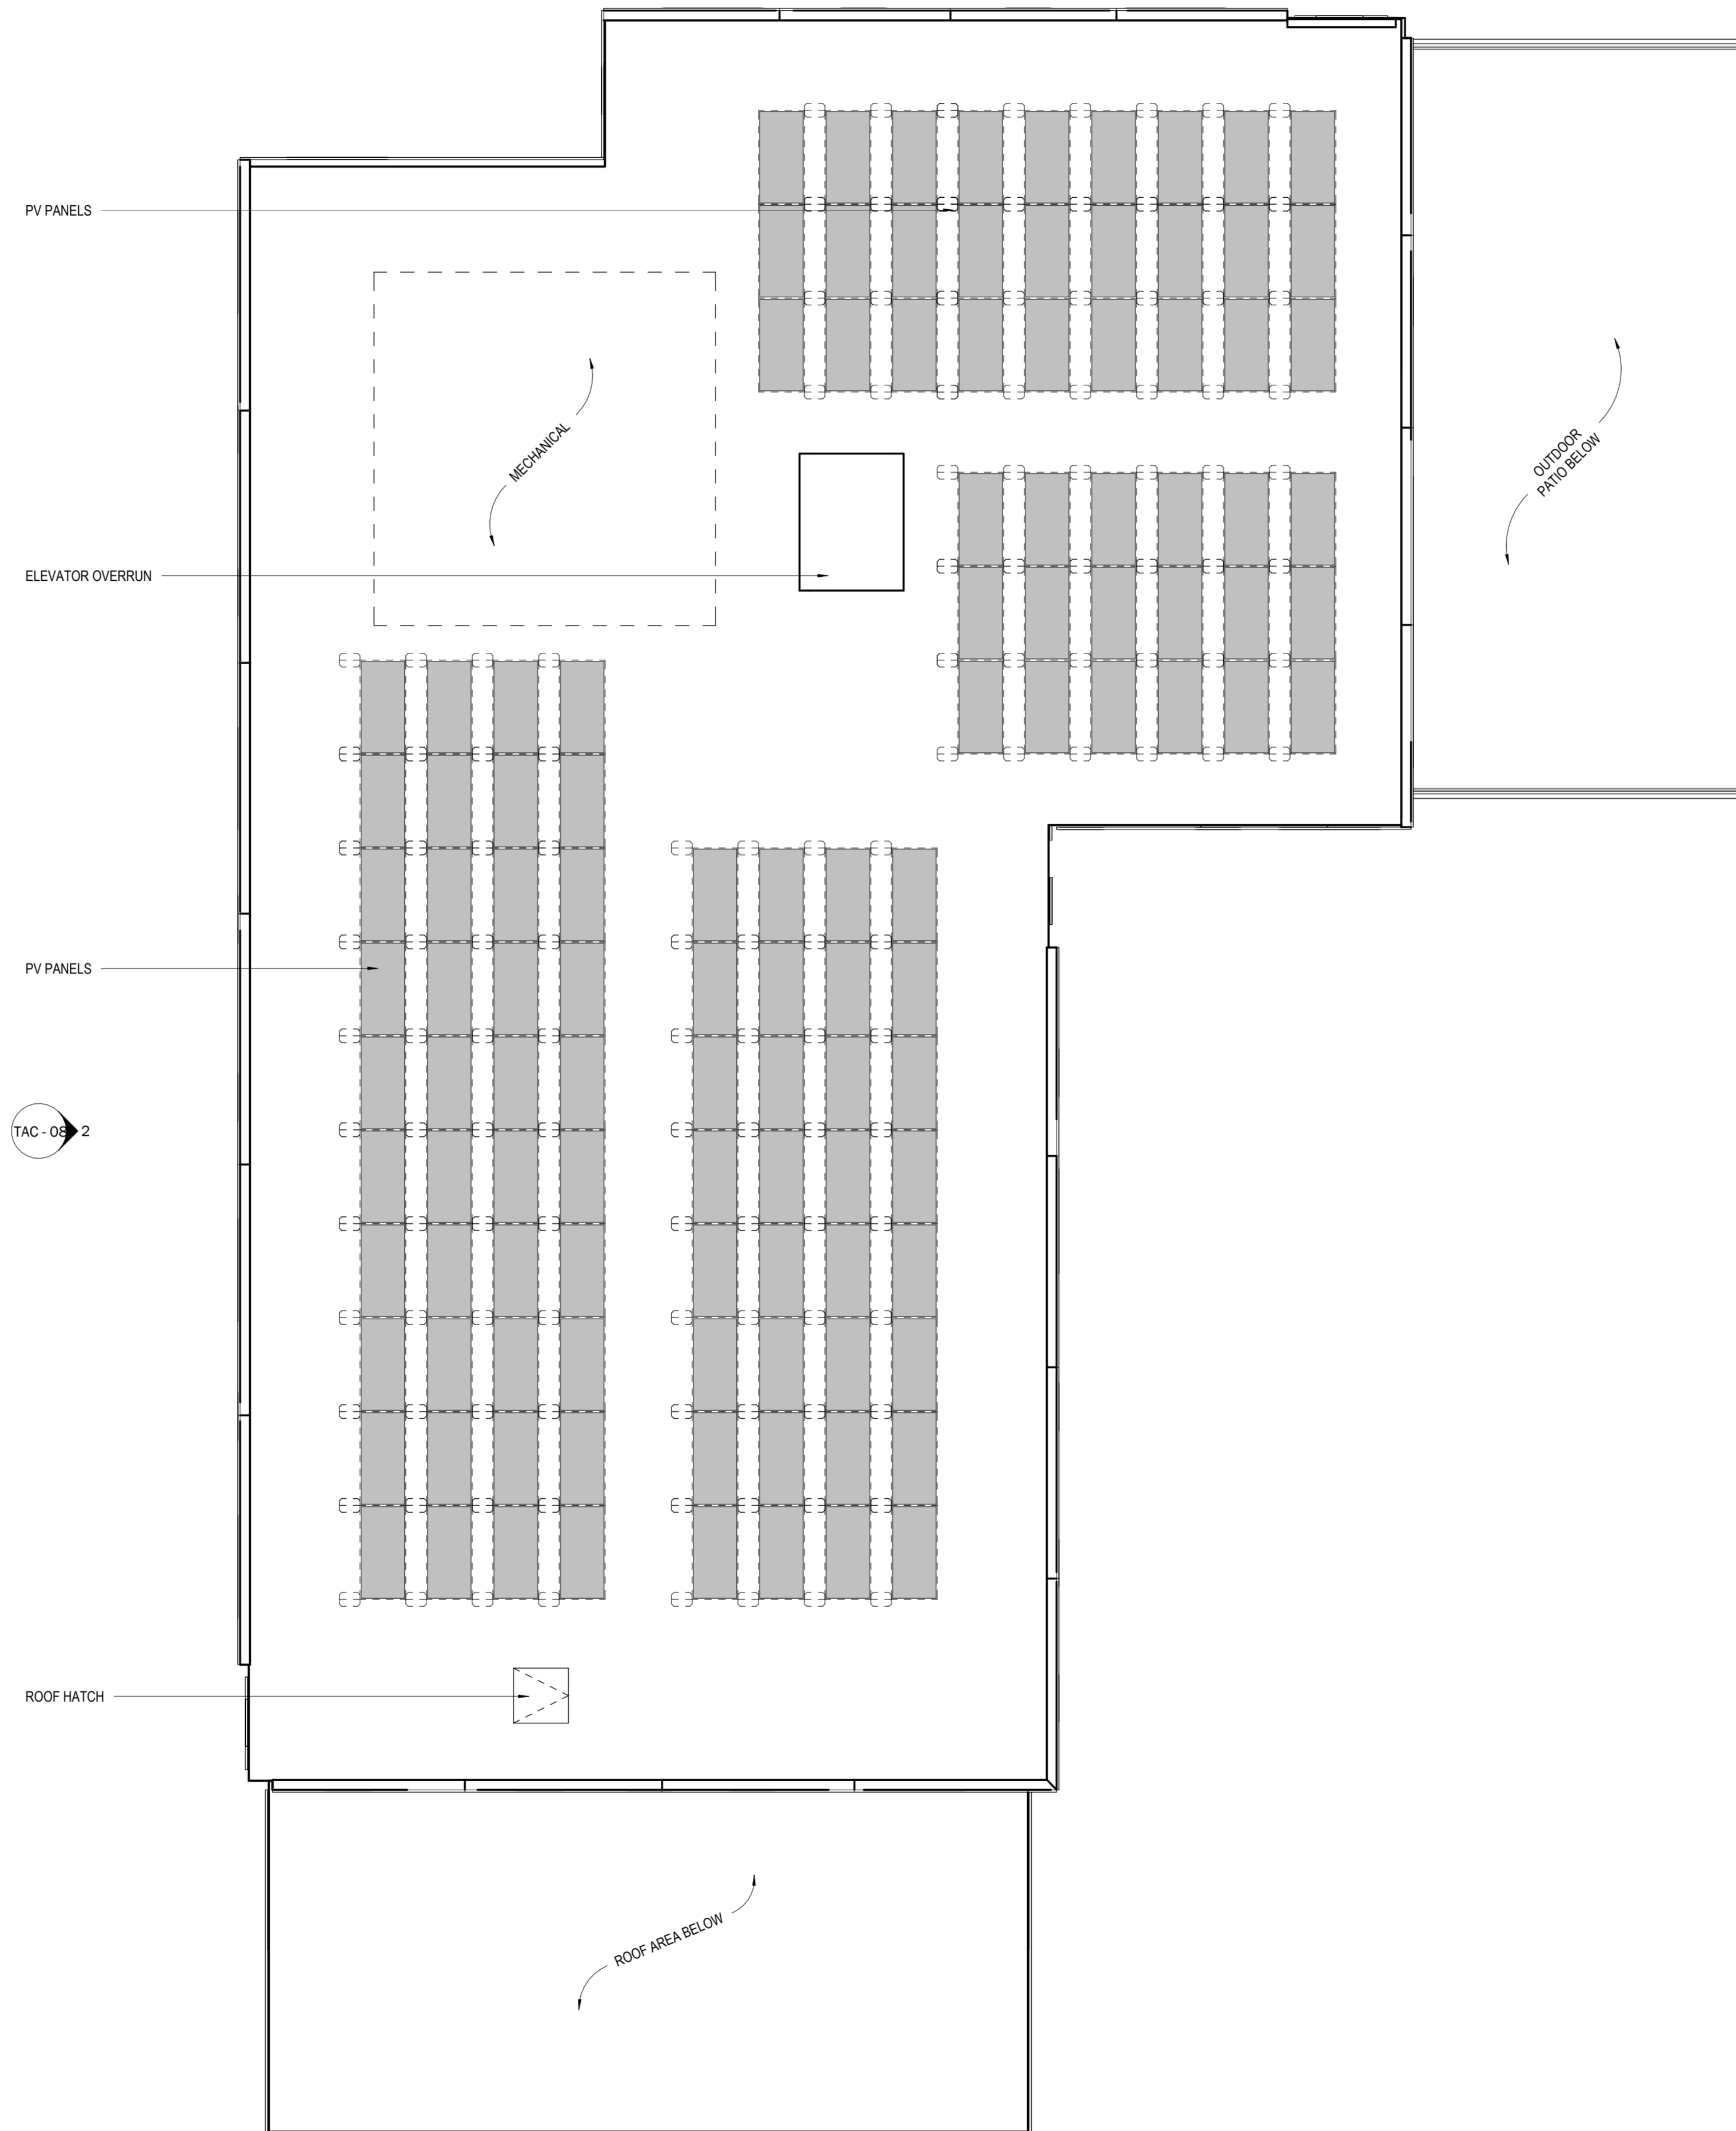 PV PANELS
MECHANICAL
OUTDOOR
PATIO BELOW
ELEVATOR OVERRUN
PV PANELS
TAC - 08 2
ROOF HATCH
ROOF AREA BELOW